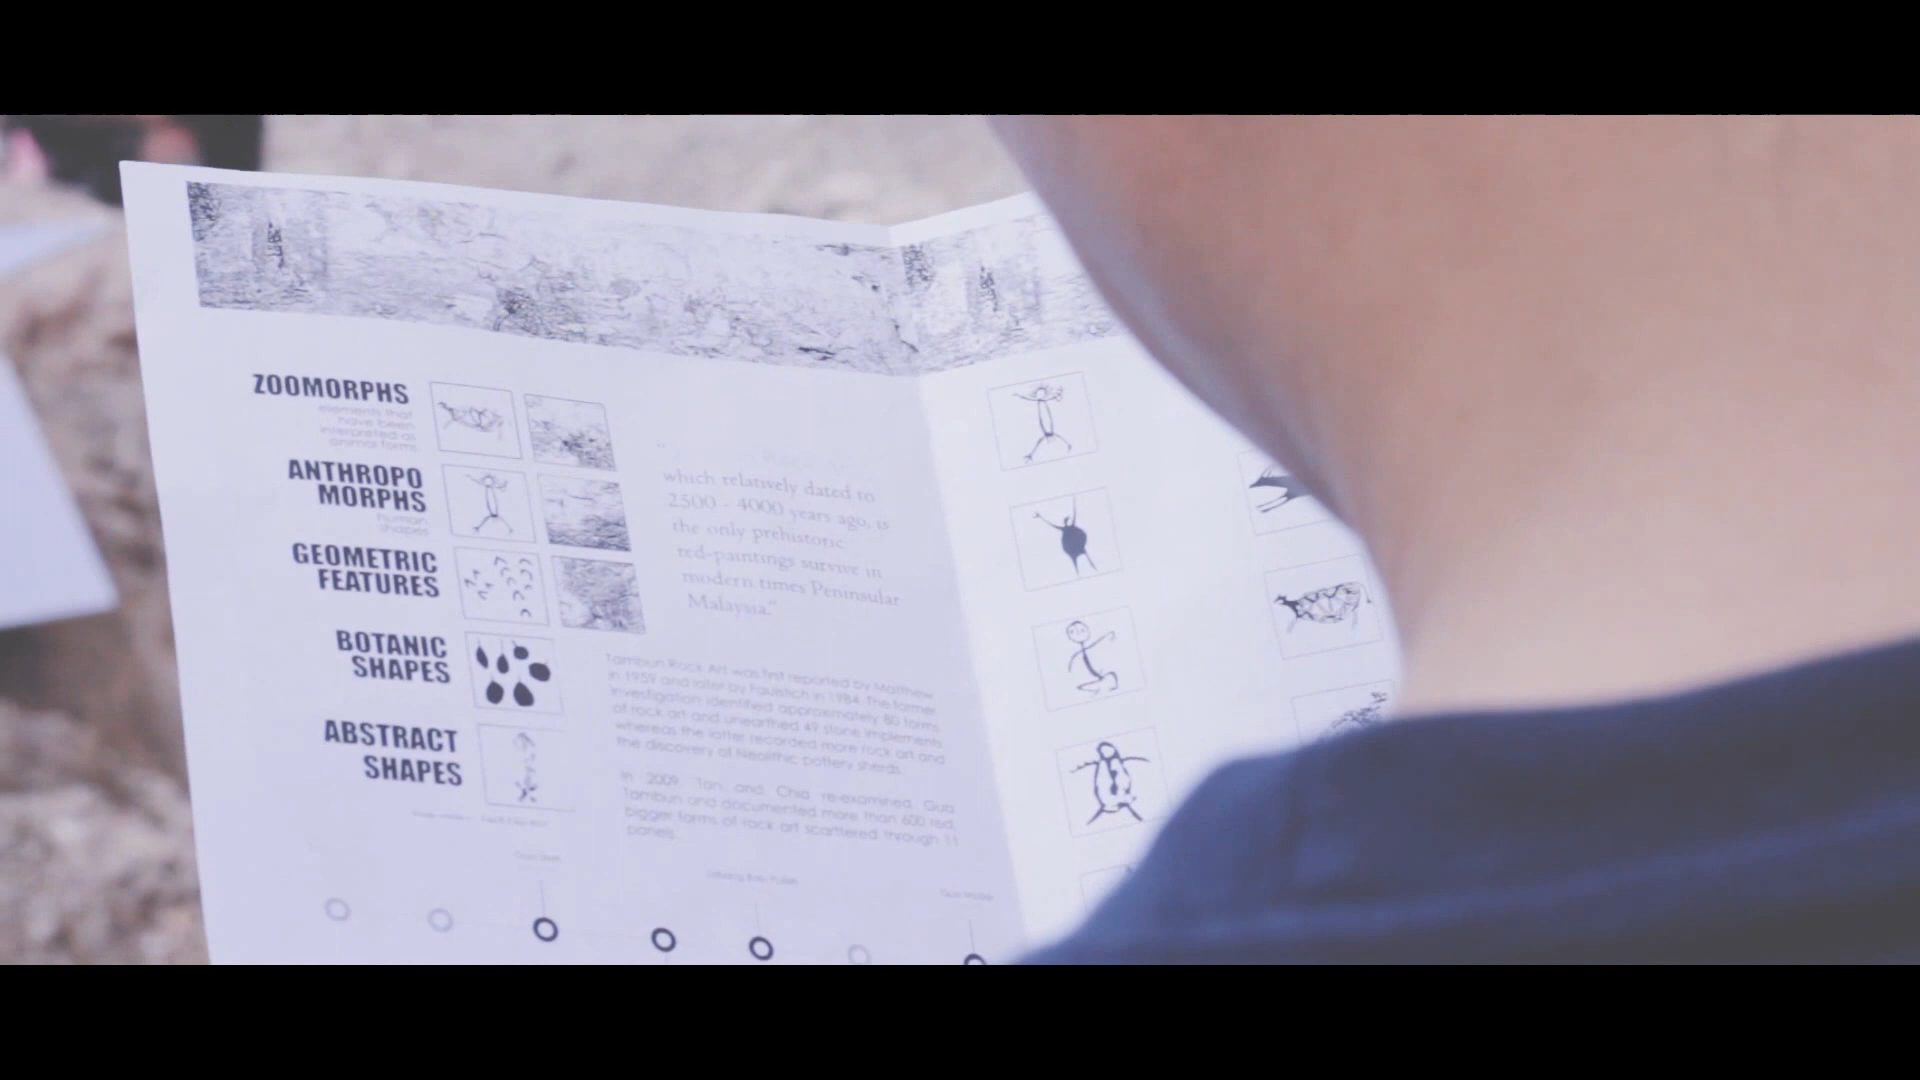 ZOOMORPHS
elements that
have been
interpreted as
animal forms
ANTHROPO
MORPHS
human
shapes
GEOMETRIC
FEATURES
BOTANIC
SHAPES
ABSTRACT
SHAPES
"
which relatively dated to
2500 - 4000 years ago, is
the only prehistoric
red-paintings survive in
modern times Peninsular
Malaysia."
Tambun Rock Art was first reported by Matthew
in 1959 and later by Faulstich in 1984. The former
investigation identified approximately 80 forms
of rock art and unearthed 49 stone implements
whereas the latter recorded more rock art and
the discovery of Neolithic pottery sherds.
In 2009, Tan and Chia re-examined Gua
Tambun and documented more than 600 red,
bigger forms of rock art scattered through 11
panels.